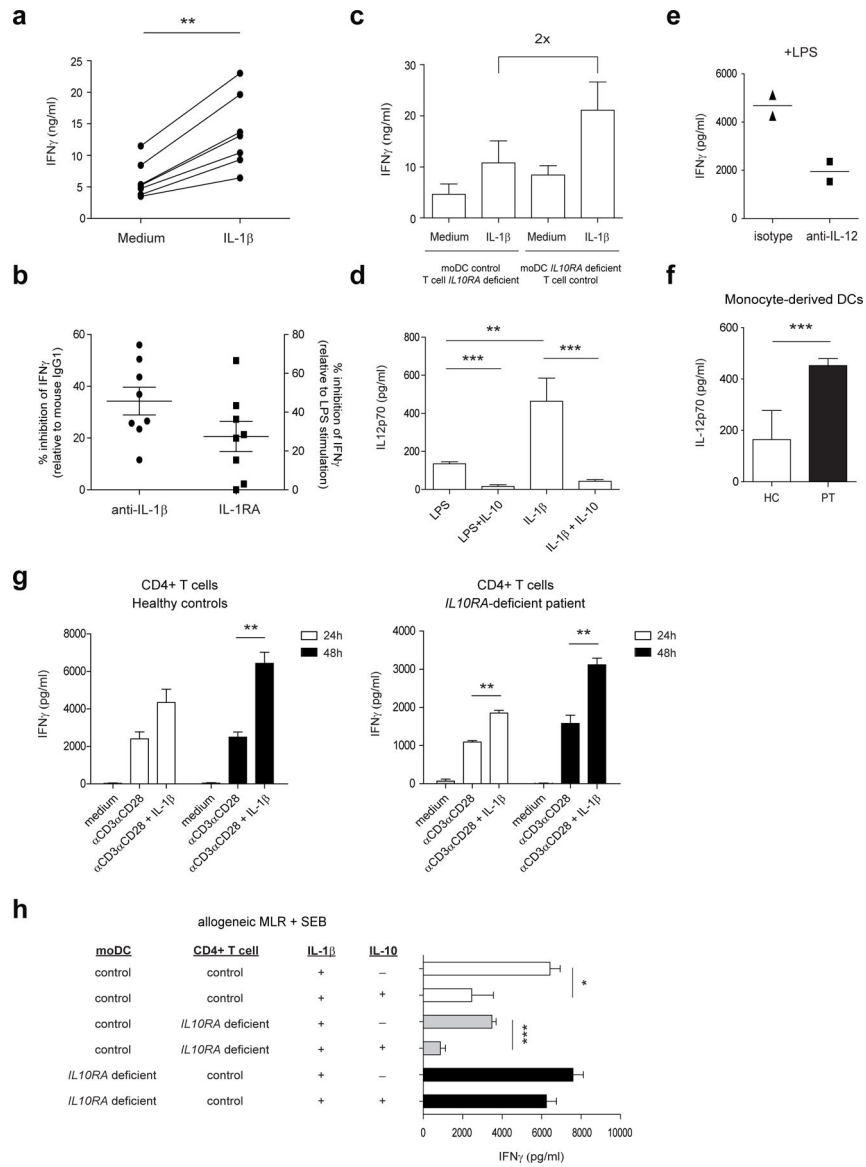 a
**
IFNγ (ng/ml)
25
20
15
10
5
0
Medium
IL-1β
c
2x
IFNγ (ng/ml)
30
20
10
0
Medium
IL-1β
Medium
IL-1β
moDC control
T cell IL10RA deficient
moDC IL10RA deficient
T cell control
e
+LPS
IFNγ (pg/ml)
6000
4000
2000
0
isotype
anti-IL-12
b
% inhibition of IFNγ
(relative to mouse IgG1)
60
40
20
0
80
60
40
20
0
% inhibition of IFNγ
(relative to LPS stimulation)
anti-IL-1β
IL-1RA
d
**
***
***
IL12p70 (pg/ml)
800
600
400
200
0
LPS
LPS+IL-10
IL-1β
IL-1β + IL-10
f
Monocyte-derived DCs
***
IL-12p70 (pg/ml)
600
400
200
0
HC
PT
g
CD4+ T cells
Healthy controls
IFNγ (pg/ml)
8000
6000
4000
2000
0
**
24h
48h
medium
αCD3αCD28
αCD3αCD28 + IL-1β
medium
αCD3αCD28
αCD3αCD28 + IL-1β
CD4+ T cells
IL10RA-deficient patient
IFNγ (pg/ml)
4000
3000
2000
1000
0
**
**
24h
48h
medium
αCD3αCD28
αCD3αCD28 + IL-1β
medium
αCD3αCD28
αCD3αCD28 + IL-1β
h
allogeneic MLR + SEB
moDC CD4+ T cell IL-1β IL-10
control control + –
control control + +
control IL10RA deficient + –
control IL10RA deficient + +
IL10RA deficient control + –
IL10RA deficient control + +
*
***
0 2000 4000 6000 8000 10000
IFNγ (pg/ml)